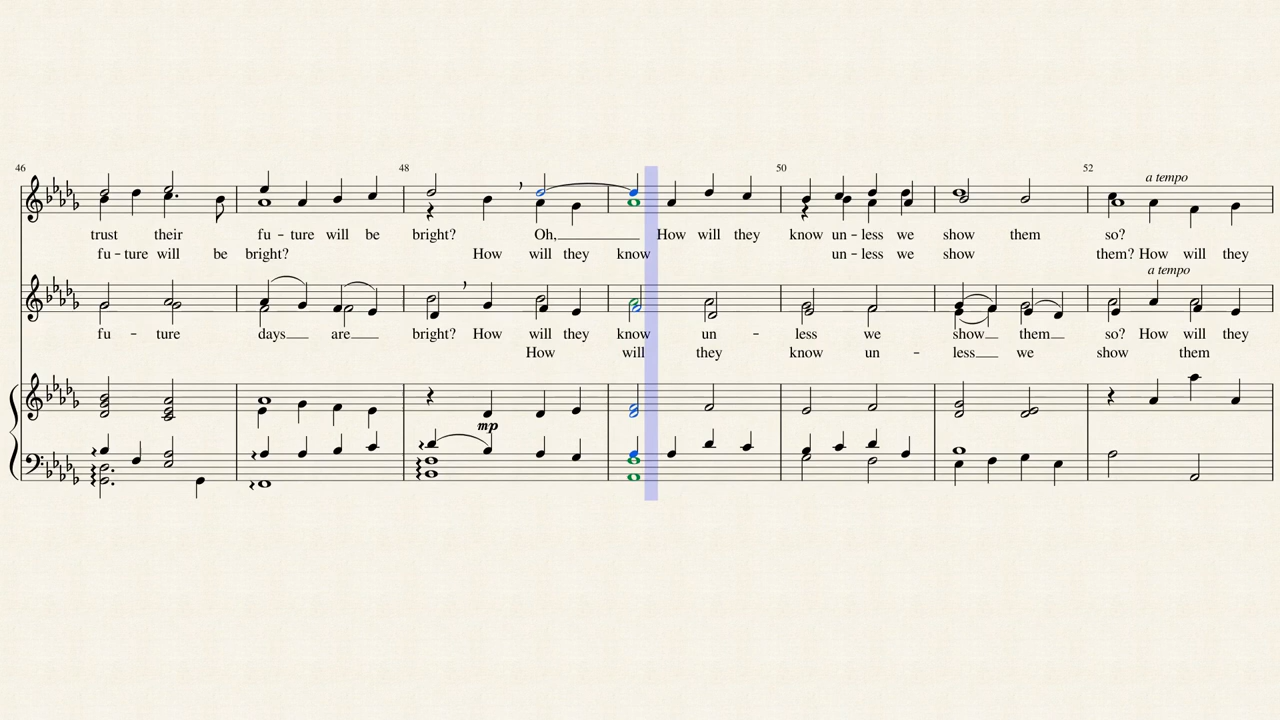 46 48 50 52
a tempo
trust their fu - ture will be bright? Oh, How will they know un - less we show them so?
fu - ture will be bright? How will they know un - less we show them? How will they
a tempo
fu - ture days are bright? How will they know un - less we show them so? How will they
How will they know un - less we show them
mp